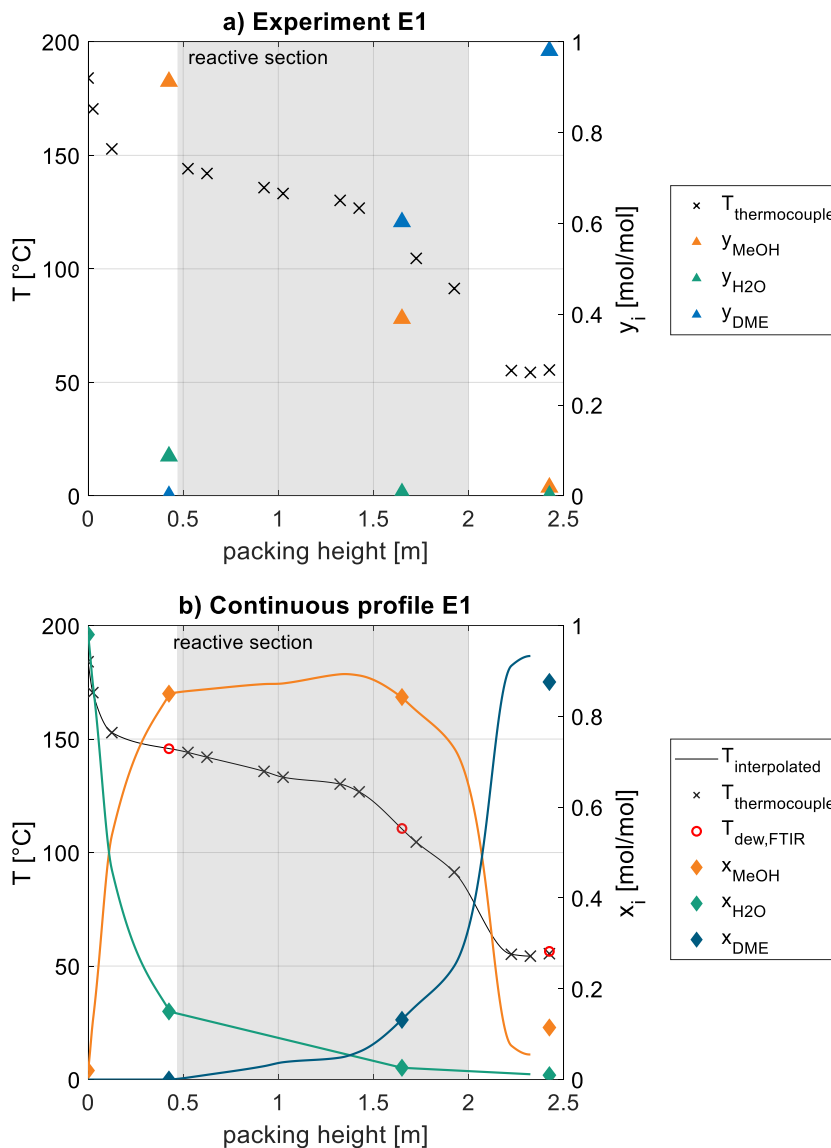 a) Experiment E1
reactive section
200
150
100
50
0
T [°C]
1
0.8
0.6
0.4
0.2
0
y_i [mol/mol]
0 0.5 1 1.5 2 2.5
packing height [m]
T_thermocouple
y_MeOH
y_H2O
y_DME
b) Continuous profile E1
reactive section
200
150
100
50
0
T [°C]
1
0.8
0.6
0.4
0.2
0
x_i [mol/mol]
0 0.5 1 1.5 2 2.5
packing height [m]
T_interpolated
T_thermocouple
T_dew,FTIR
x_MeOH
x_H2O
x_DME